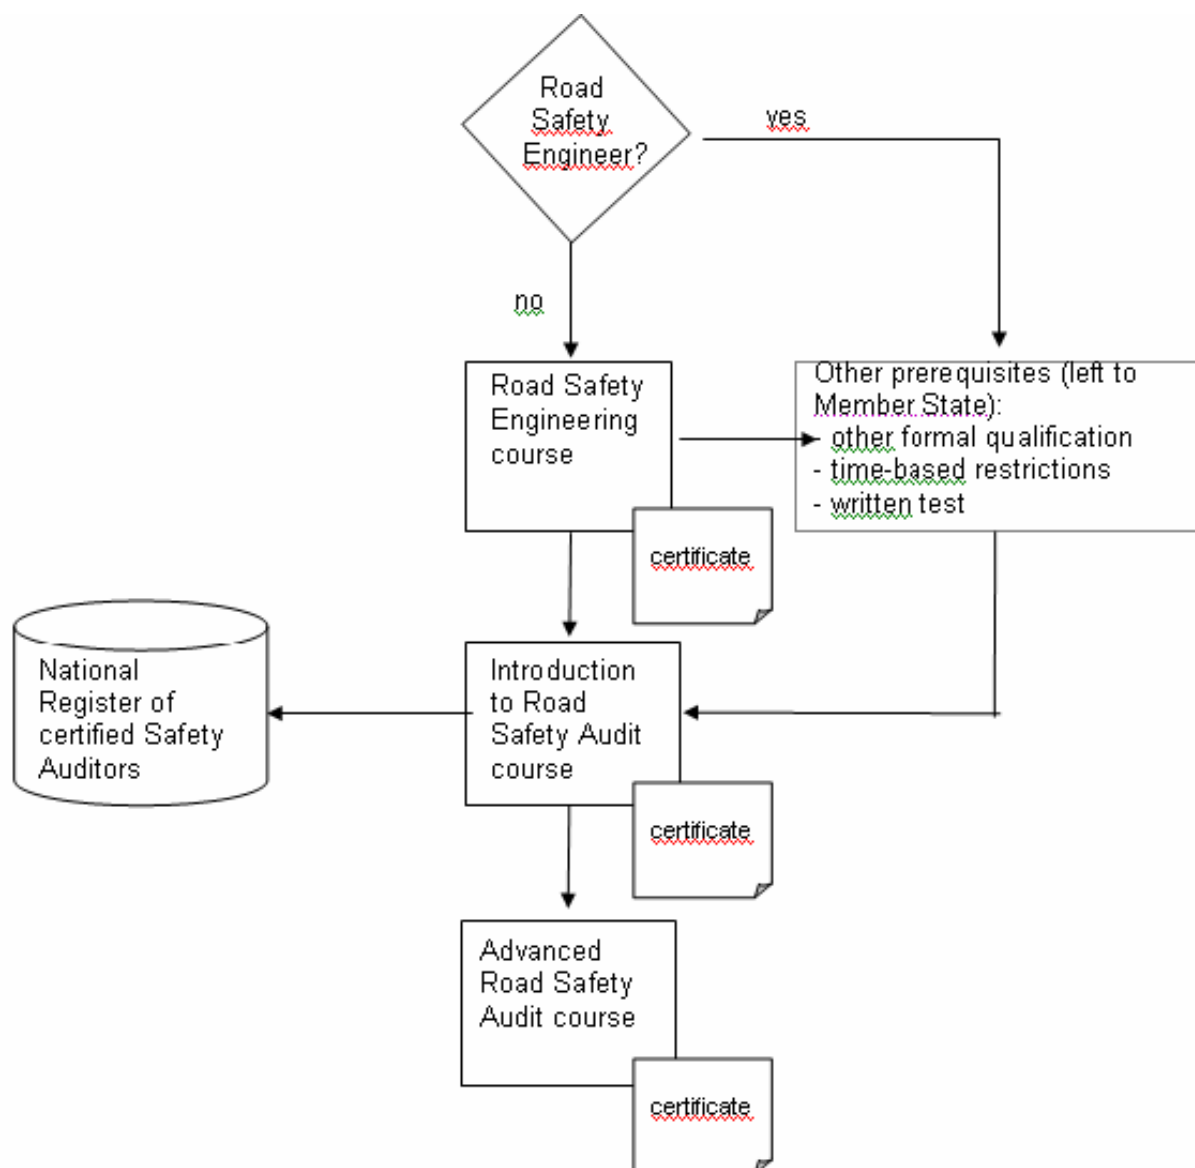 Road
Safety
Engineer?
yes
no
Road Safety
Engineering
course
Other prerequisites (left to
Member State):
- other formal qualification
- time-based restrictions
- written test
certificate
National
Register of
certified Safety
Auditors
Introduction
to Road
Safety Audit
course
certificate
Advanced
Road Safety
Audit course
certificate